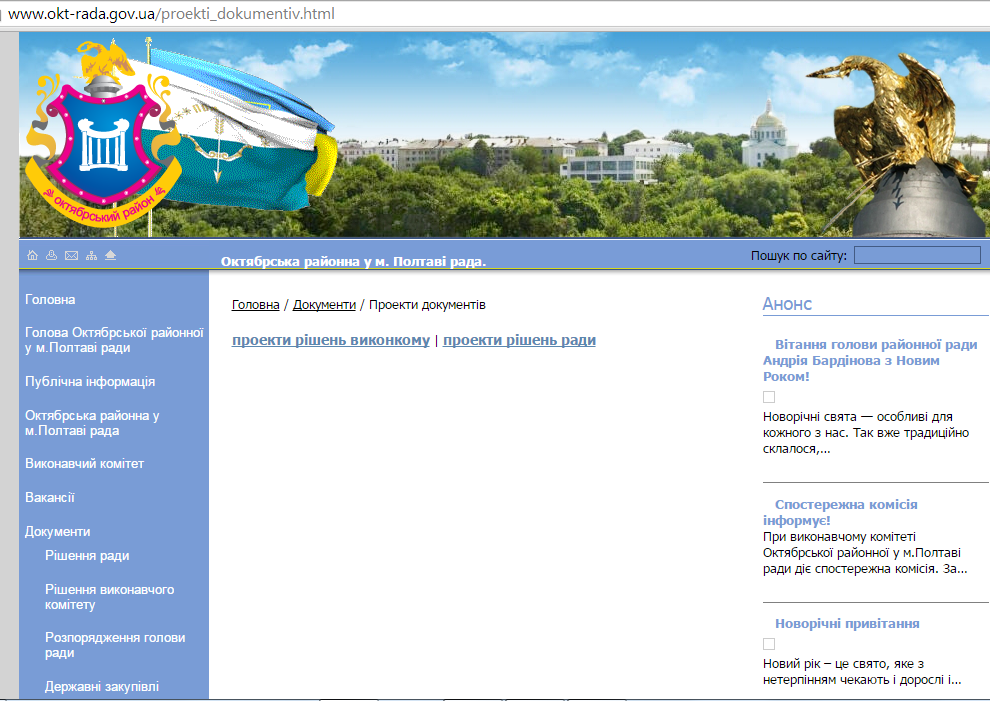 www.okt-rada.gov.ua/proekti_dokumentiv.html
октябрський район
Октябрська районна у м. Полтаві рада.
Пошук по сайту:
Головна
Голова Октябрської районної
у м.Полтаві ради
Публічна інформація
Октябрська районна у
м.Полтаві рада
Виконавчий комітет
Вакансії
Документи
Рішення ради
Рішення виконавчого
комітету
Розпорядження голови
ради
Державні закупівлі
Головна / Документи / Проекти документів
проекти рішень виконкому | проекти рішень ради
Анонс
Вітання голови районної ради
Андрія Бардінова з Новим
Роком!
Новорічні свята — особливі для
кожного з нас. Так вже традиційно
склалося,...
Спостережна комісія
інформує!
При виконавчому комітеті
Октябрської районної у м.Полтаві
ради діє спостережна комісія. За...
Новорічні привітання
Новий рік – це свято, яке з
нетерпінням чекають і дорослі і...